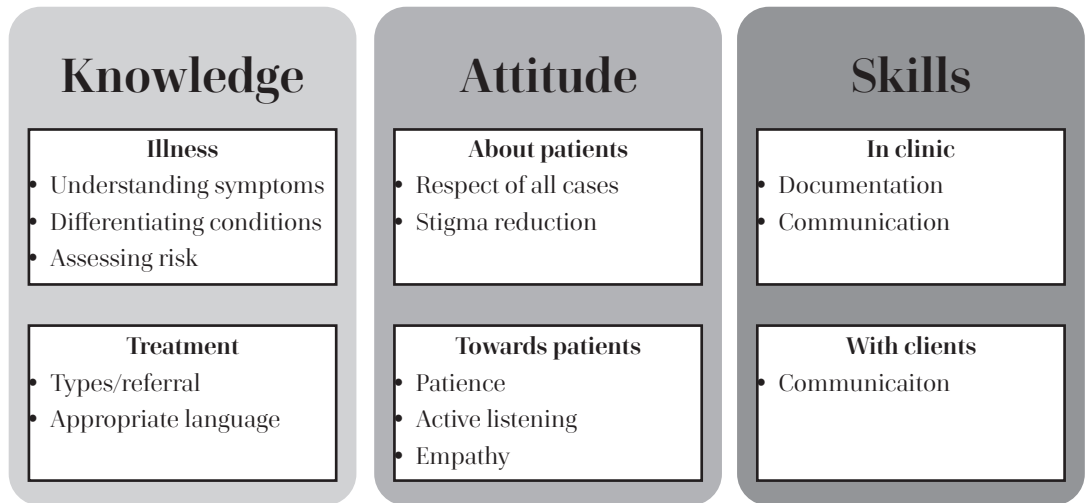 Knowledge
Illness
• Understanding symptoms
• Differentiating conditions
• Assessing risk
Treatment
• Types/referral
• Appropriate language
Attitude
About patients
• Respect of all cases
• Stigma reduction
Towards patients
• Patience
• Active listening
• Empathy
Skills
In clinic
• Documentation
• Communication
With clients
• Communicaiton